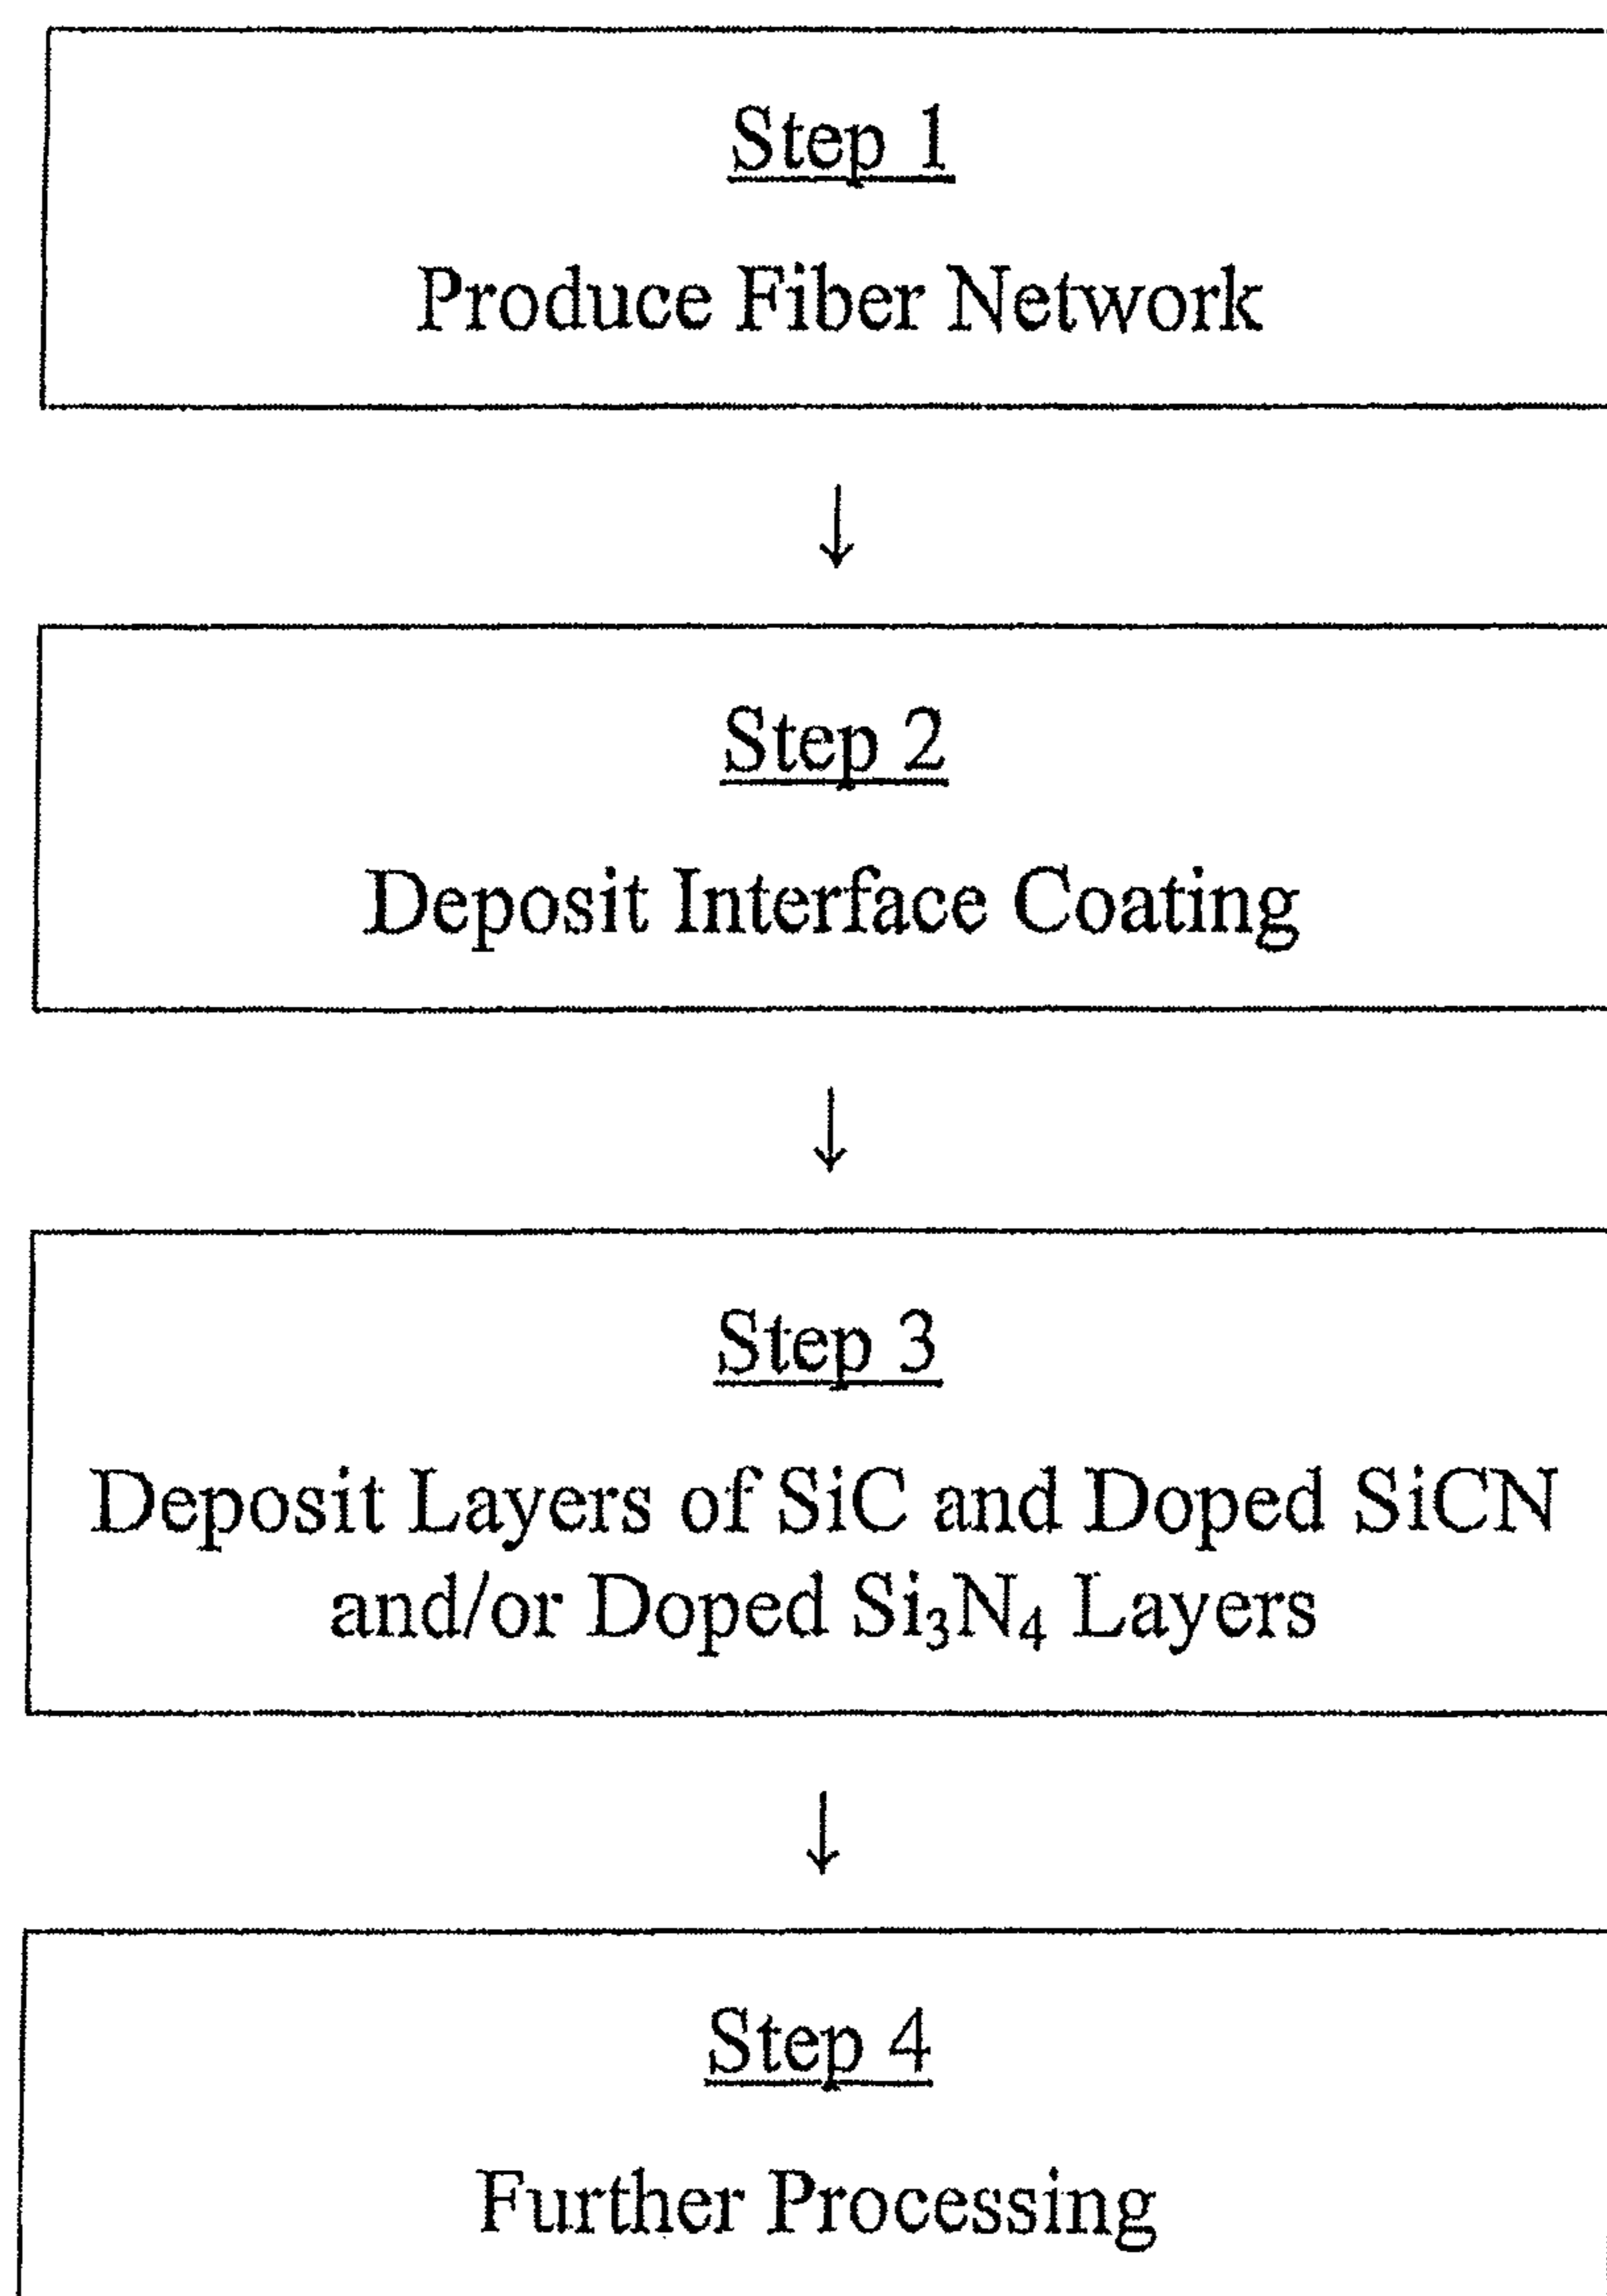 Step 1
Produce Fiber Network
↓
Step 2
Deposit Interface Coating
↓
Step 3
Deposit Layers of SiC and Doped SiCN
and/or Doped Si₃N₄ Layers
↓
Step 4
Further Processing